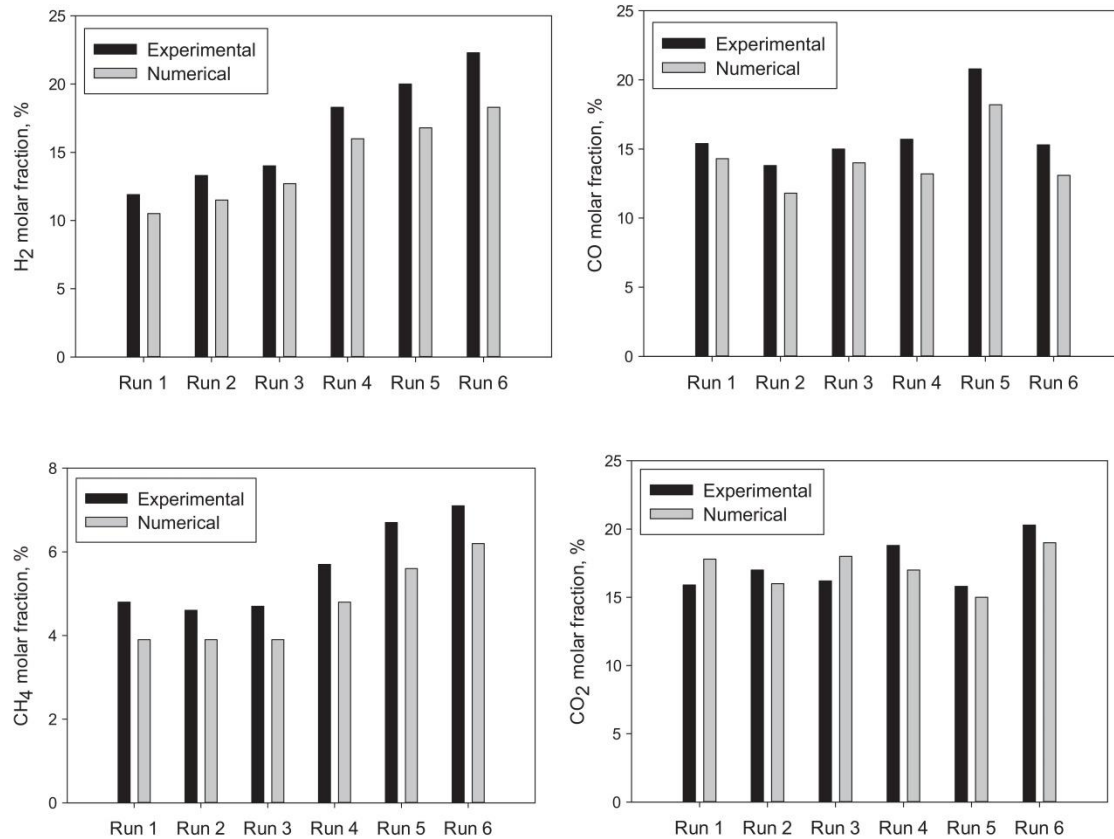 25
20
15
10
5
0
H2 molar fraction, %
Experimental
Numerical
Run 1 Run 2 Run 3 Run 4 Run 5 Run 6
25
20
15
10
5
0
CO molar fraction, %
Experimental
Numerical
Run 1 Run 2 Run 3 Run 4 Run 5 Run 6
8
6
4
2
0
CH4 molar fraction, %
Experimental
Numerical
Run 1 Run 2 Run 3 Run 4 Run 5 Run 6
25
20
15
10
5
0
CO2 molar fraction, %
Experimental
Numerical
Run 1 Run 2 Run 3 Run 4 Run 5 Run 6